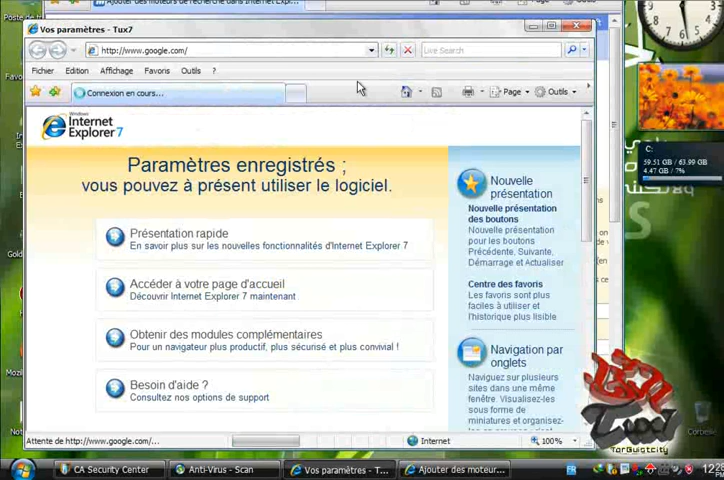 Poste de
Ajouter des moteurs de recherche dans Internet Expl...
Vos paramètres - Tux7
http://www.google.com/
Live Search
Fichier Edition Affichage Favoris Outils ?
Connexion en cours...
Page Outils
Windows
Internet
Explorer 7
Paramètres enregistrés ;
vous pouvez à présent utiliser le logiciel.
Présentation rapide
En savoir plus sur les nouvelles fonctionnalités d'Internet Explorer 7
Accéder à votre page d'accueil
Découvrir Internet Explorer 7 maintenant
Obtenir des modules complémentaires
Pour un navigateur plus productif, plus sécurisé et plus convivial !
Besoin d'aide ?
Consultez nos options de support
Nouvelle
présentation
Nouvelle présentation
des boutons
Nouvelle présentation
pour les boutons
Précédente, Suivante,
Démarrage et Actualiser
Centre des favoris
Les favoris sont plus
faciles à utiliser et
l'historique plus lisible
Navigation par
onglets
Naviguez sur plusieurs
sites dans une même
fenêtre. Visualisez-les
sous forme de
miniatures et organisez-
C:
59.51 GB / 63.99 GB
4.47 GB / 7%
Attente de http://www.google.com/...
Internet
100%
Tux7
TorGuistcity
Corbeille
CA Security Center
Anti-Virus - Scan
Vos paramètres - T...
Ajouter des moteur...
FR